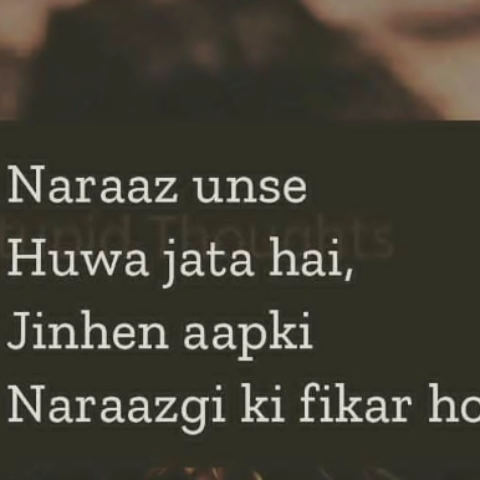 Naraaz unse
Huwa jata hai,
Jinhen aapki
Naraazgi ki fikar ho